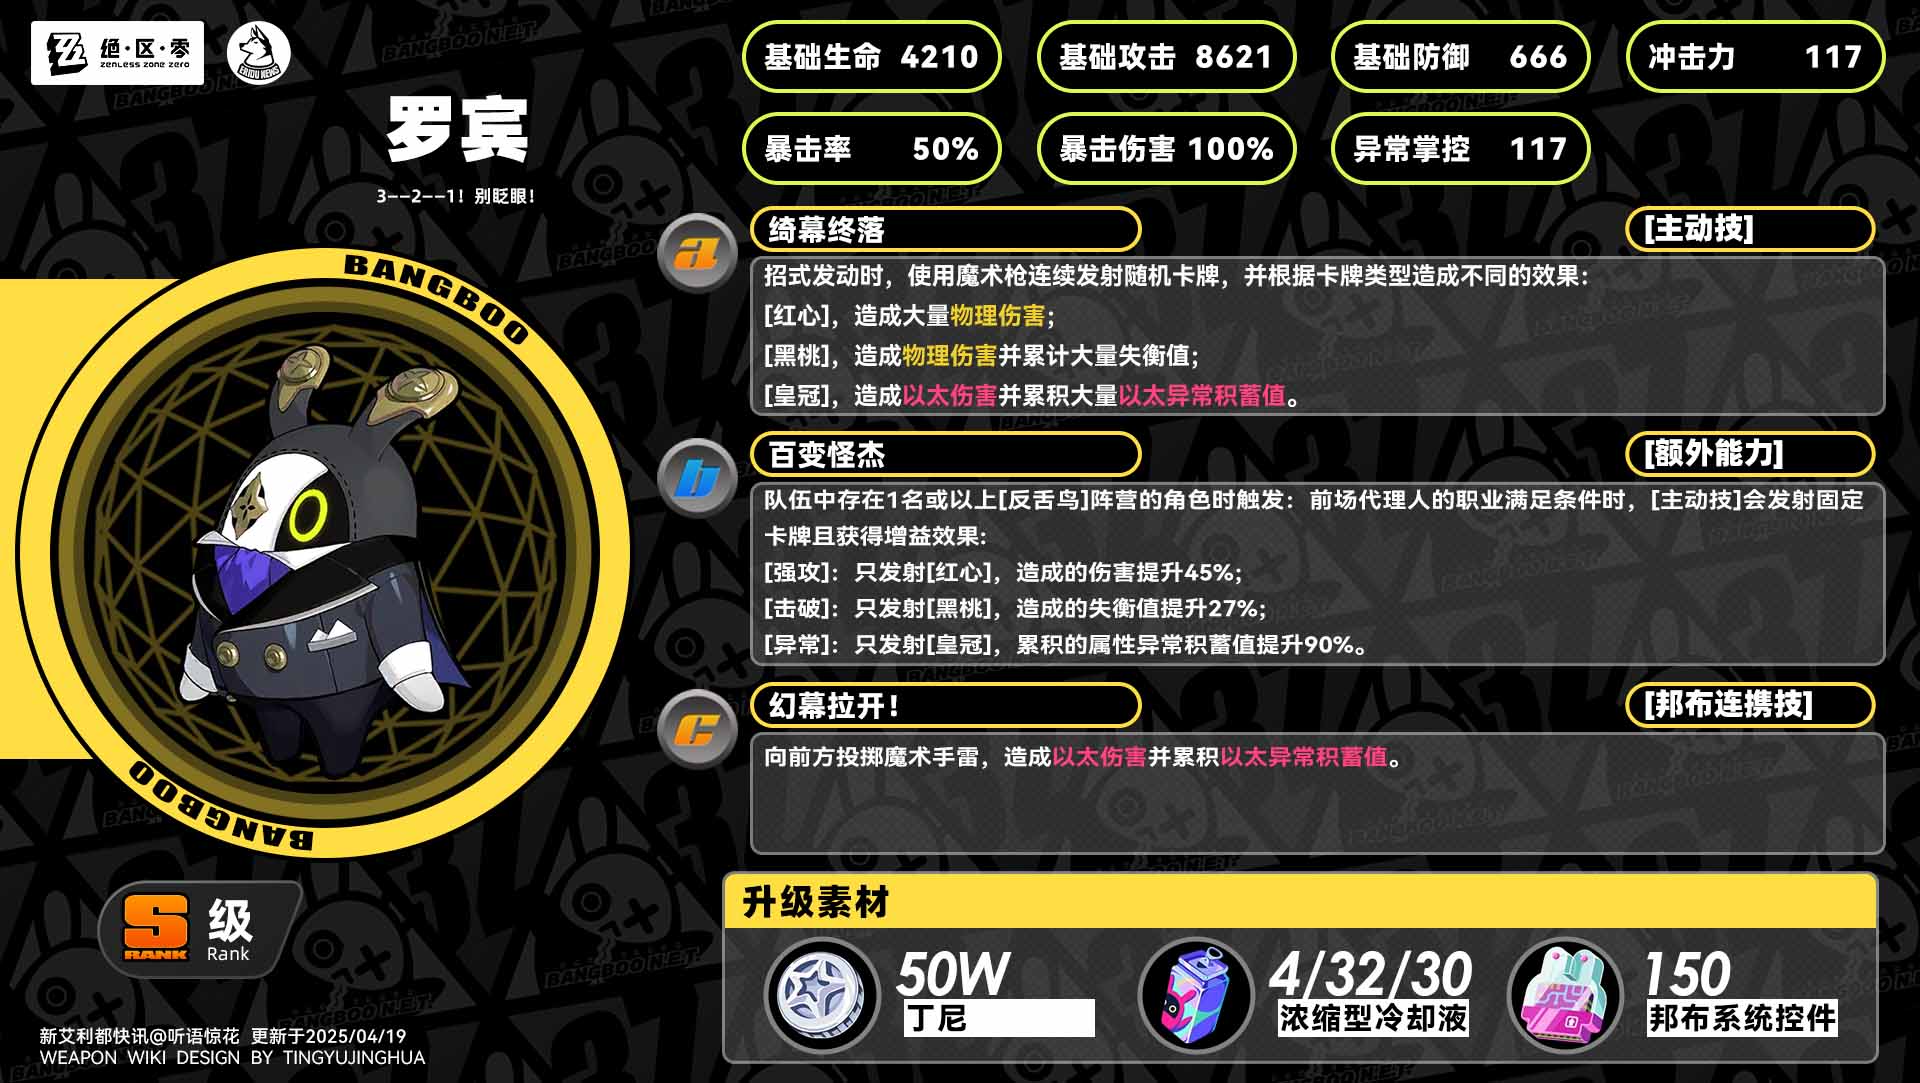 绝·区·零
ZENLESS ZONE ZERO
ERIDU NEWS
罗宾
3——2——1！别眨眼！
基础生命 4210
基础攻击 8621
基础防御 666
冲击力 117
暴击率 50%
暴击伤害 100%
异常掌控 117
BANGBOO
BANGBOO
a
绮幕终落
[主动技]
招式发动时，使用魔术枪连续发射随机卡牌，并根据卡牌类型造成不同的效果：
[红心]，造成大量物理伤害；
[黑桃]，造成物理伤害并累计大量失衡值；
[皇冠]，造成以太伤害并累积大量以太异常积蓄值。
b
百变怪杰
[额外能力]
队伍中存在1名或以上[反舌鸟]阵营的角色时触发：前场代理人的职业满足条件时，[主动技]会发射固定
卡牌且获得增益效果:
[强攻]：只发射[红心]，造成的伤害提升45%;
[击破]：只发射[黑桃]，造成的失衡值提升27%;
[异常]：只发射[皇冠]，累积的属性异常积蓄值提升90%。
c
幻幕拉开！
[邦布连携技]
向前方投掷魔术手雷，造成以太伤害并累积以太异常积蓄值。
S
RANK
级
Rank
升级素材
50W
丁尼
4/32/30
浓缩型冷却液
150
邦布系统控件
新艾利都快讯@听语惊花 更新于2025/04/19
WEAPON WIKI DESIGN BY TINGYUJINGHUA